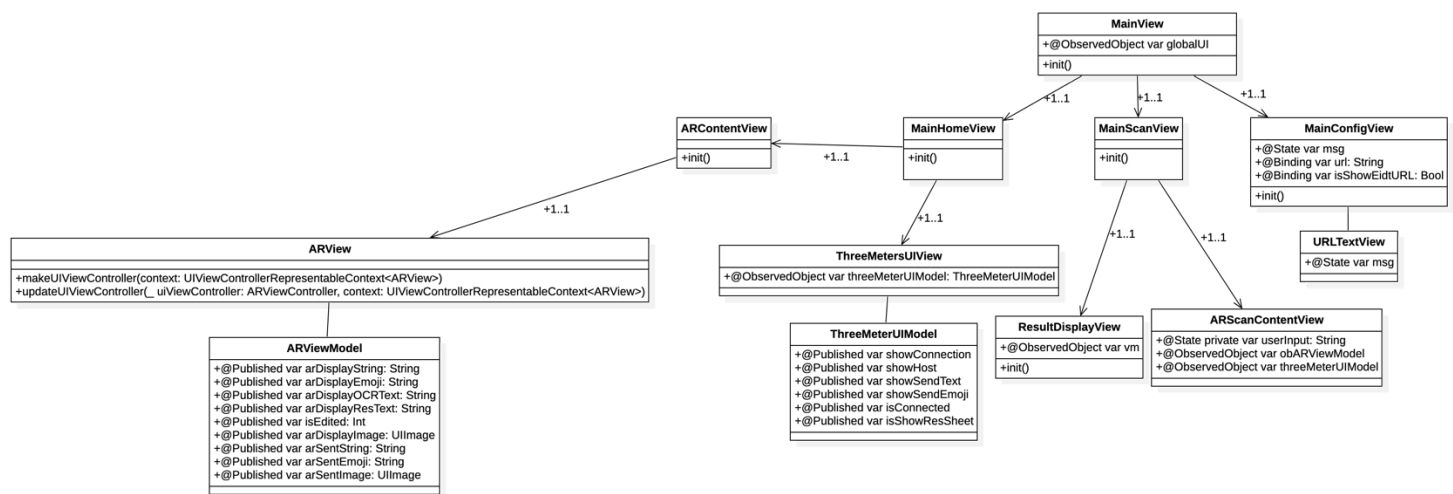 MainView
+@ObservedObject var globalUI
+init()
+1..1
+1..1
+1..1
ARContentView
+init()
+1..1
MainHomeView
+init()
MainScanView
+init()
MainConfigView
+@State var msg
+@Binding var url: String
+@Binding var isShowEidtURL: Bool
+init()
+1..1
+1..1
+1..1
URLTextView
+@State var msg
ARView
+makeUIViewController(context: UIViewControllerRepresentableContext<ARView>)
+updateUIViewController(_ uiViewController: ARViewController, context: UIViewControllerRepresentableContext<ARView>)
ThreeMetersUIView
+@ObservedObject var threeMeterUIModel: ThreeMeterUIModel
ARViewModel
+@Published var arDisplayString: String
+@Published var arDisplayEmoji: String
+@Published var arDisplayOCRText: String
+@Published var arDisplayResText: String
+@Published var isEdited: Int
+@Published var arDisplayImage: UIImage
+@Published var arSentString: String
+@Published var arSentEmoji: String
+@Published var arSentImage: UIImage
ThreeMeterUIModel
+@Published var showConnection
+@Published var showHost
+@Published var showSendText
+@Published var showSendEmoji
+@Published var isConnected
+@Published var isShowResSheet
ResultDisplayView
+@ObservedObject var vm
+init()
ARScanContentView
+@State private var userInput: String
+@ObservedObject var obARViewModel
+@ObservedObject var threeMeterUIModel